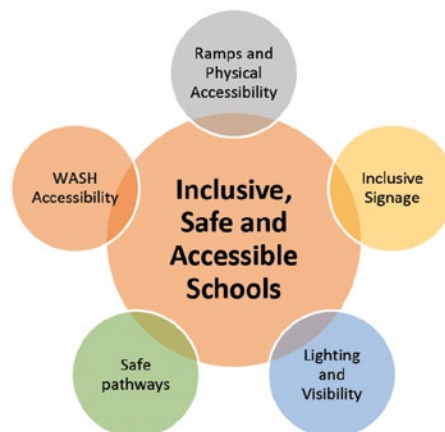 Ramps and
Physical
Accessibility
WASH
Accessibility
Inclusive,
Safe and
Accessible
Schools
Inclusive
Signage
Safe
pathways
Lighting
and
Visibility